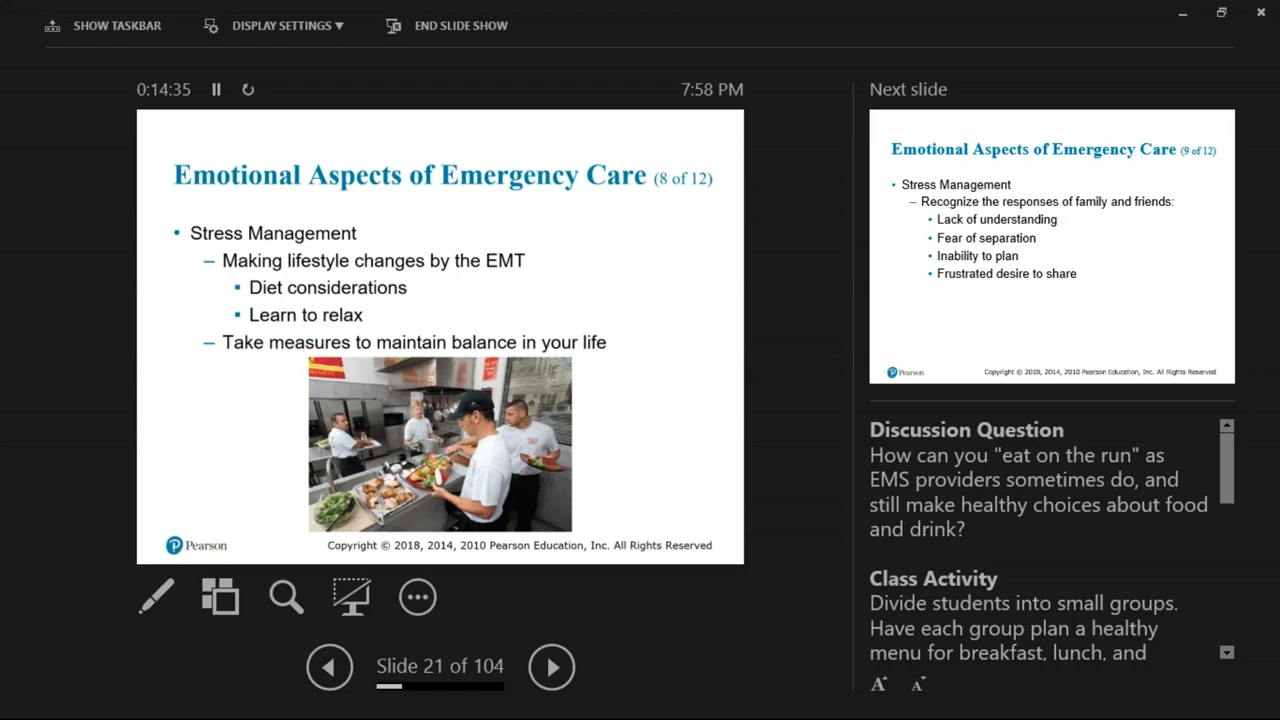 SHOW TASKBAR
DISPLAY SETTINGS ▼
END SLIDE SHOW
0:14:35
7:58 PM
Emotional Aspects of Emergency Care (8 of 12)
• Stress Management
– Making lifestyle changes by the EMT
▪ Diet considerations
▪ Learn to relax
– Take measures to maintain balance in your life
Pearson
Copyright © 2018, 2014, 2010 Pearson Education, Inc. All Rights Reserved
Slide 21 of 104
Next slide
Emotional Aspects of Emergency Care (9 of 12)
• Stress Management
– Recognize the responses of family and friends:
▪ Lack of understanding
▪ Fear of separation
▪ Inability to plan
▪ Frustrated desire to share
Pearson
Copyright © 2018, 2014, 2010 Pearson Education, Inc. All Rights Reserved
Discussion Question
How can you "eat on the run" as
EMS providers sometimes do, and
still make healthy choices about food
and drink?
Class Activity
Divide students into small groups.
Have each group plan a healthy
menu for breakfast, lunch, and
A A